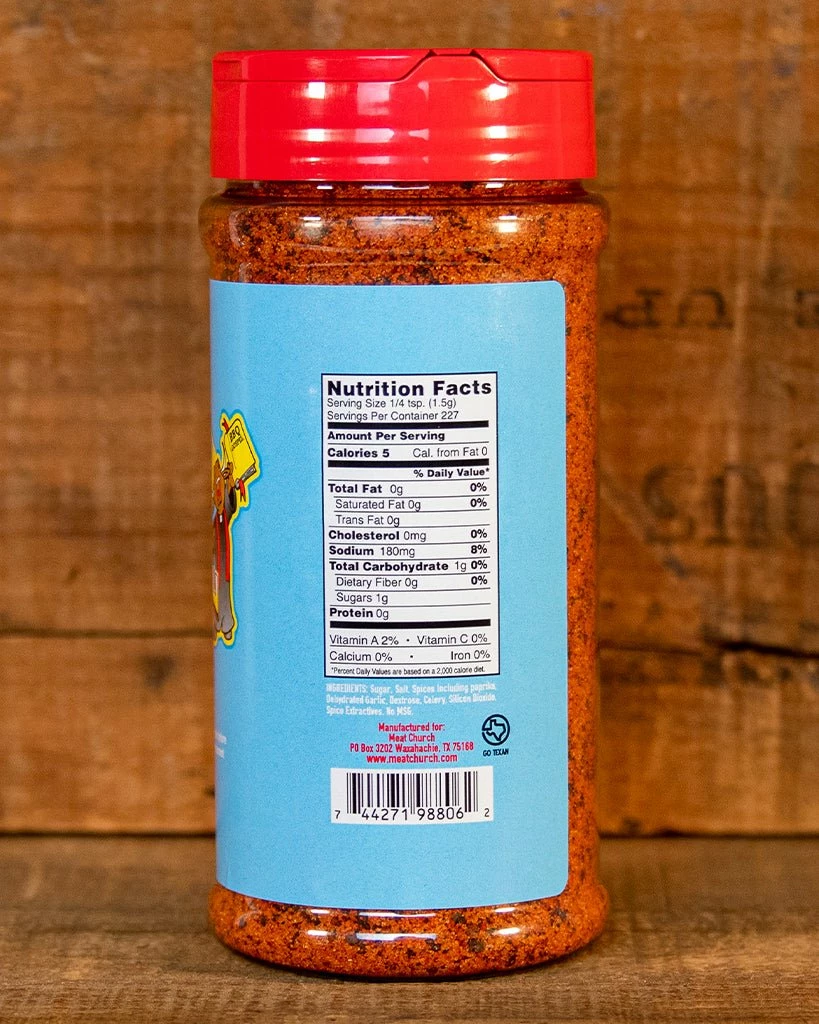 BBQ
Nutrition Facts
Serving Size 1/4 tsp. (1.5g)
Servings Per Container 227
Amount Per Serving
Calories 5 Cal. from Fat 0
% Daily Value*
Total Fat 0g 0%
Saturated Fat 0g 0%
Trans Fat 0g
Cholesterol 0mg 0%
Sodium 180mg 8%
Total Carbohydrate 1g 0%
Dietary Fiber 0g 0%
Sugars 1g
Protein 0g
Vitamin A 2% • Vitamin C 0%
Calcium 0% • Iron 0%
*Percent Daily Values are based on a 2,000 calorie diet.
INGREDIENTS: Sugar, Salt, Spices including paprika,
Dehydrated Garlic, Dextrose, Celery, Silicon Dioxide,
Spice Extractives. No MSG.
Manufactured for:
Meat Church
PO Box 3202 Waxahachie, TX 75168
www.meatchurch.com
GO TEXAN
7 44271 98806 2